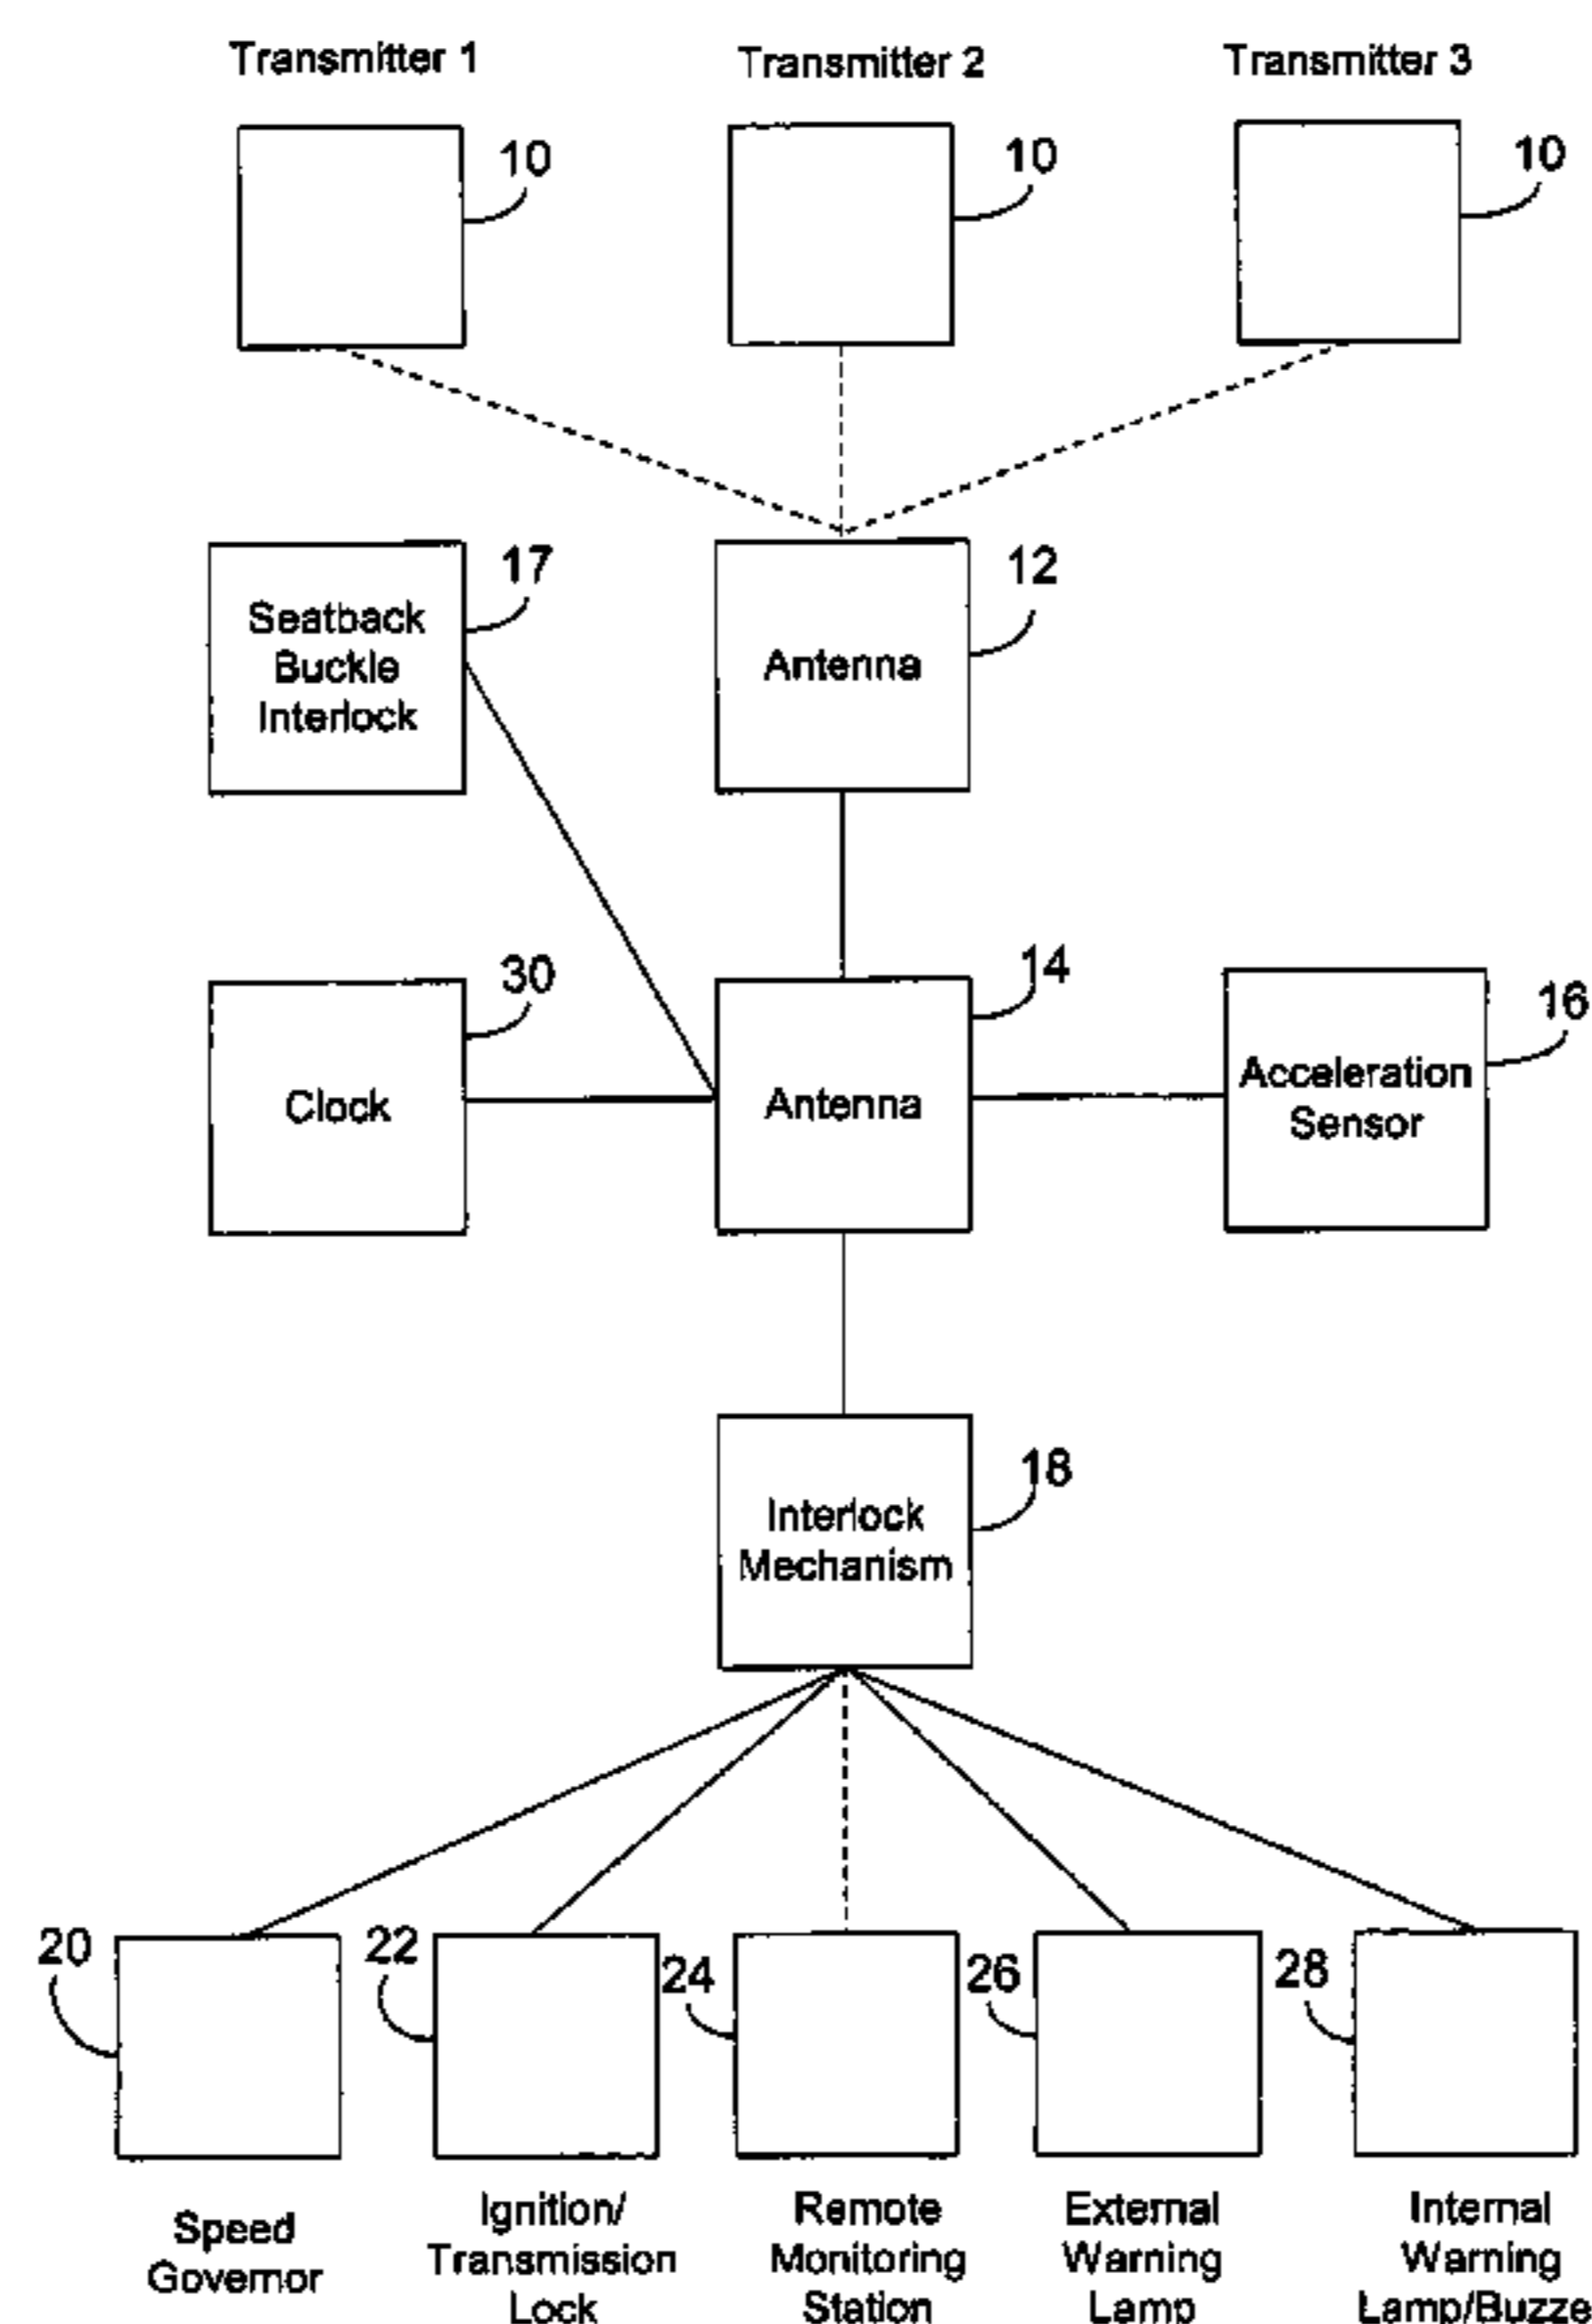 Transmitter 1
Transmitter 2
Transmitter 3
10
10
10
17
12
Seatback
Buckle
Interlock
Antenna
30
14
16
Clock
Antenna
Acceleration
Sensor
18
Interlock
Mechanism
20
22
24
26
28
Speed
Governor
Ignition/
Transmission
Lock
Remote
Monitoring
Station
External
Warning
Lamp
Internal
Warning
Lamp/Buzze